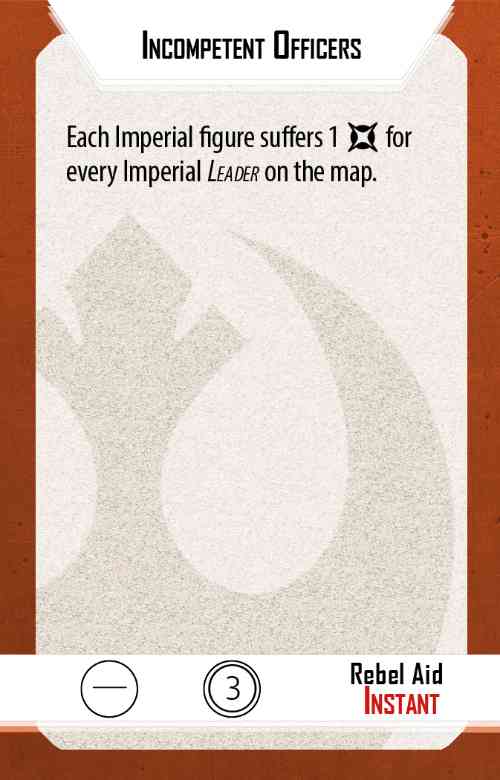 Incompetent Officers
Each Imperial figure suffers 1 for
every Imperial Leader on the map.
— 3 Rebel Aid
Instant